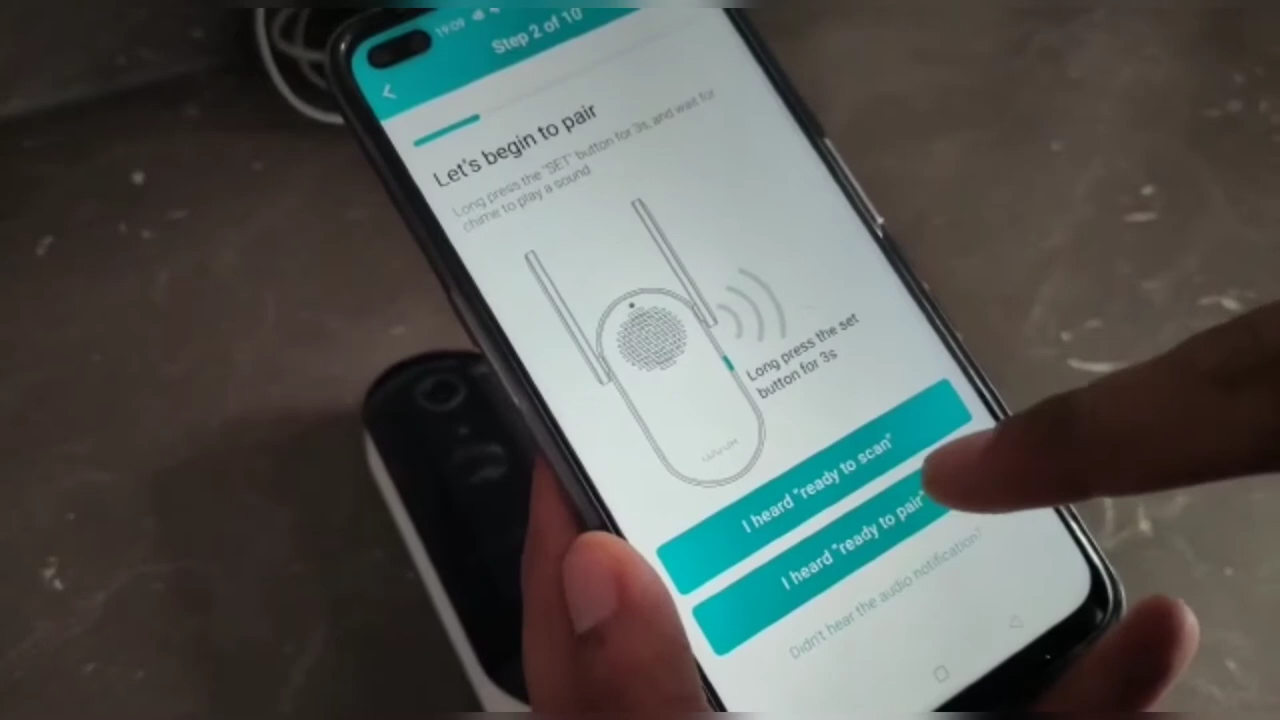 19:09
Step 2 of 10
Let's begin to pair
Long press the "SET" button for 3s, and wait for
chime to play a sound
Long press the set
button for 3s
I heard "ready to scan"
I heard "ready to pair"
Didn't hear the audio notification?